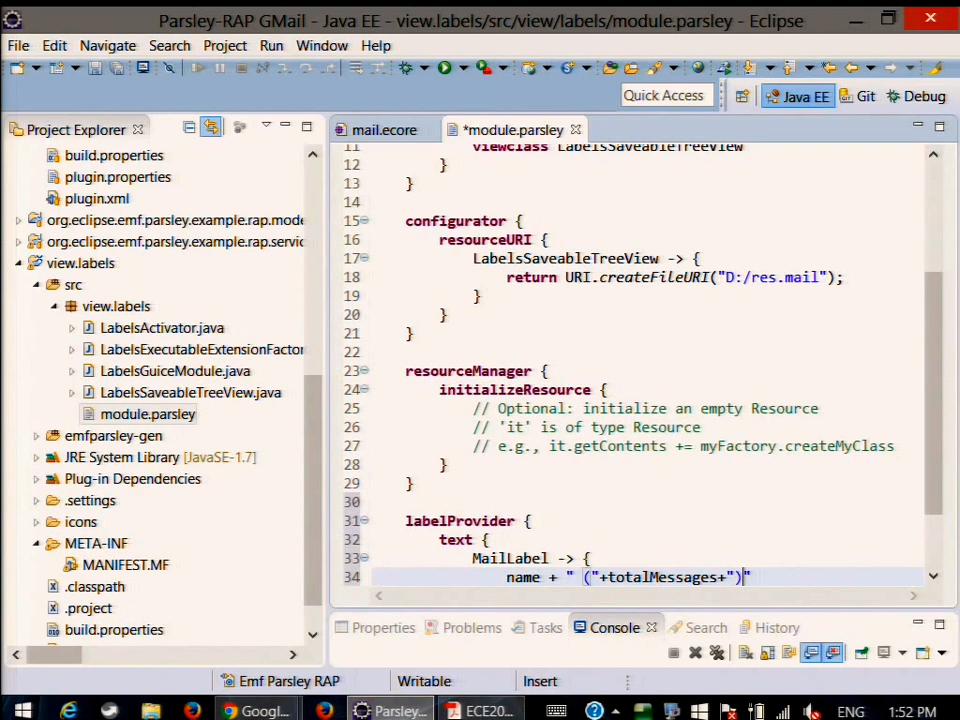 Parsley-RAP GMail - Java EE - view.labels/src/view/labels/module.parsley - Eclipse
File Edit Navigate Search Project Run Window Help
Quick Access Java EE Git Debug
Project Explorer
build.properties
plugin.properties
plugin.xml
org.eclipse.emf.parsley.example.rap.mode
org.eclipse.emf.parsley.example.rap.servic
view.labels
src
view.labels
LabelsActivator.java
LabelsExecutableExtensionFactor
LabelsGuiceModule.java
LabelsSaveableTreeView.java
module.parsley
emfparsley-gen
JRE System Library [JavaSE-1.7]
Plug-in Dependencies
.settings
icons
META-INF
MANIFEST.MF
.classpath
.project
build.properties
mail.ecore *module.parsley
11 viewclass LabelsSaveableTreeView
12 }
13 }
14
15 configurator {
16 resourceURI {
17 LabelsSaveableTreeView -> {
18 return URI.createFileURI("D:/res.mail");
19 }
20 }
21 }
22
23 resourceManager {
24 initializeResource {
25 // Optional: initialize an empty Resource
26 // 'it' is of type Resource
27 // e.g., it.getContents += myFactory.createMyClass
28 }
29 }
30
31 labelProvider {
32 text {
33 MailLabel -> {
34 name + " ("+totalMessages+")"
Properties Problems Tasks Console Search History
Emf Parsley RAP Writable Insert
Googl... Parsley... ECE20... ENG 1:52 PM